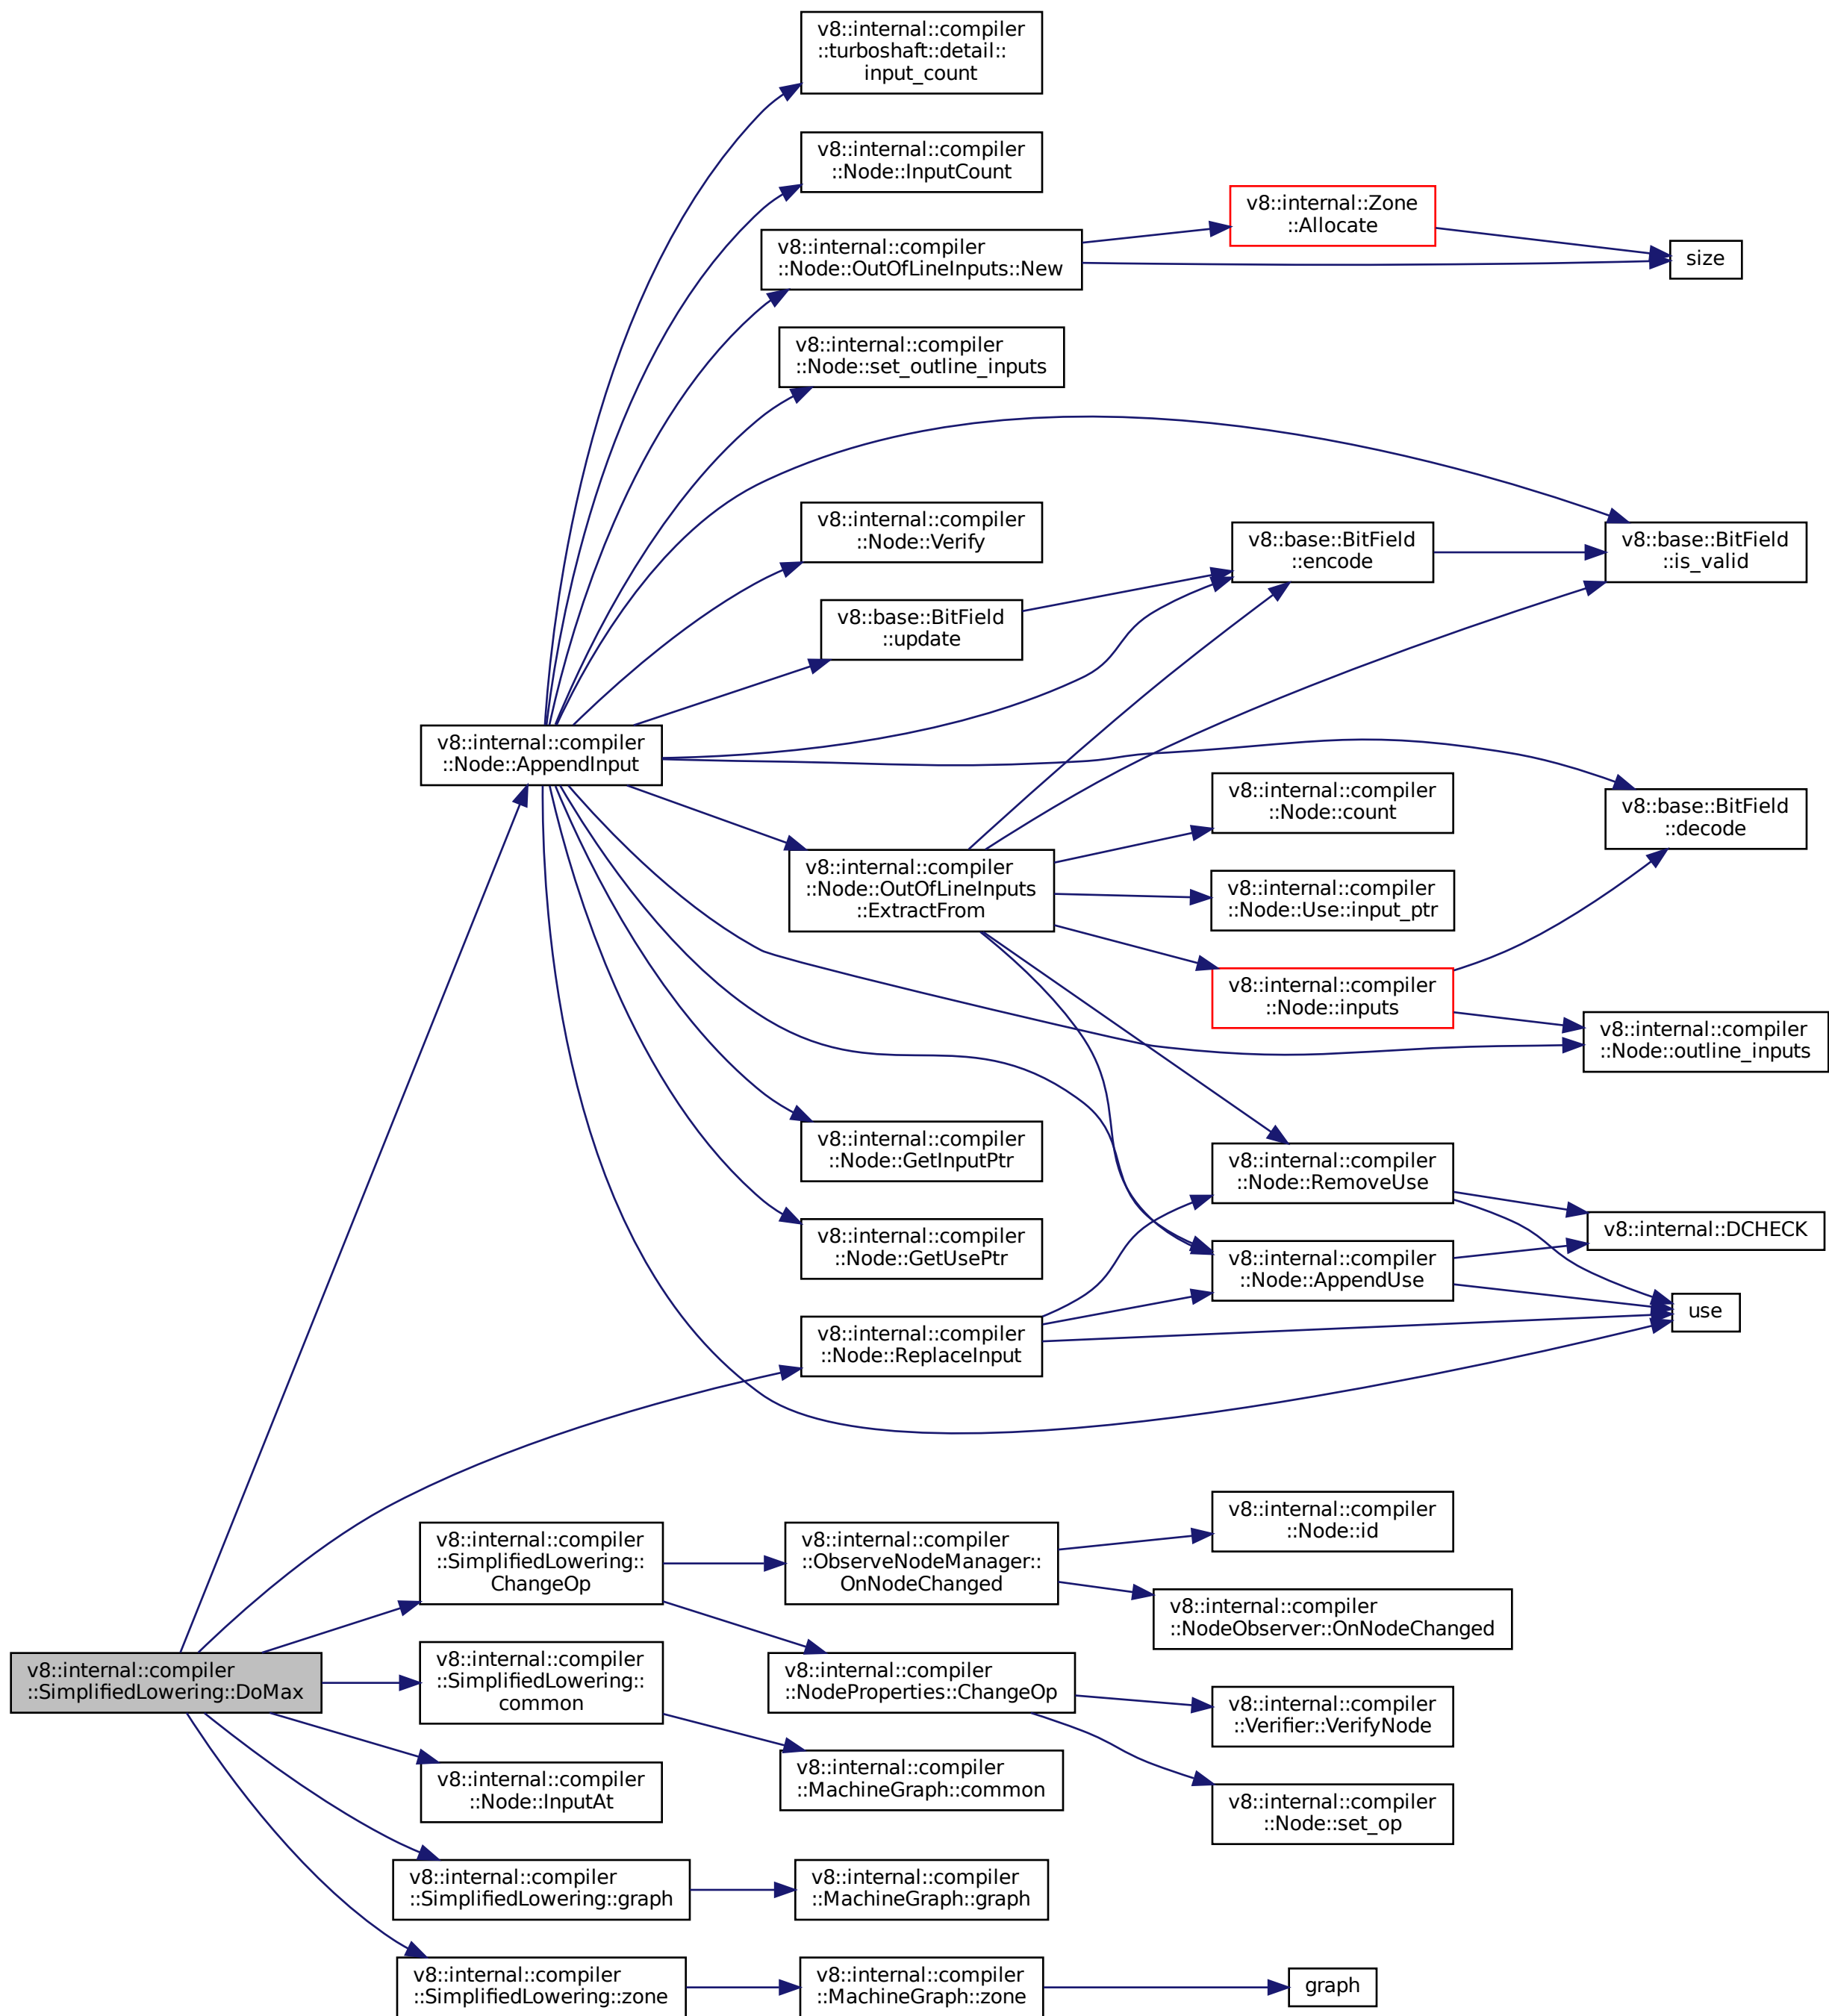 v8::internal::compiler
::turboshaft::detail::
input_count
v8::internal::compiler
::Node::InputCount
v8::internal::Zone
::Allocate
v8::internal::compiler
::Node::OutOfLineInputs::New
size
v8::internal::compiler
::Node::set_outline_inputs
v8::internal::compiler
::Node::Verify
v8::base::BitField
::encode
v8::base::BitField
::is_valid
v8::base::BitField
::update
v8::internal::compiler
::Node::AppendInput
v8::internal::compiler
::Node::count
v8::base::BitField
::decode
v8::internal::compiler
::Node::OutOfLineInputs
::ExtractFrom
v8::internal::compiler
::Node::Use::input_ptr
v8::internal::compiler
::Node::inputs
v8::internal::compiler
::Node::outline_inputs
v8::internal::compiler
::Node::GetInputPtr
v8::internal::compiler
::Node::RemoveUse
v8::internal::DCHECK
v8::internal::compiler
::Node::GetUsePtr
v8::internal::compiler
::Node::AppendUse
use
v8::internal::compiler
::Node::ReplaceInput
v8::internal::compiler
::Node::id
v8::internal::compiler
::SimplifiedLowering::
ChangeOp
v8::internal::compiler
::ObserveNodeManager::
OnNodeChanged
v8::internal::compiler
::NodeObserver::OnNodeChanged
v8::internal::compiler
::SimplifiedLowering::DoMax
v8::internal::compiler
::SimplifiedLowering::
common
v8::internal::compiler
::NodeProperties::ChangeOp
v8::internal::compiler
::Verifier::VerifyNode
v8::internal::compiler
::Node::InputAt
v8::internal::compiler
::MachineGraph::common
v8::internal::compiler
::Node::set_op
v8::internal::compiler
::SimplifiedLowering::graph
v8::internal::compiler
::MachineGraph::graph
v8::internal::compiler
::SimplifiedLowering::zone
v8::internal::compiler
::MachineGraph::zone
graph